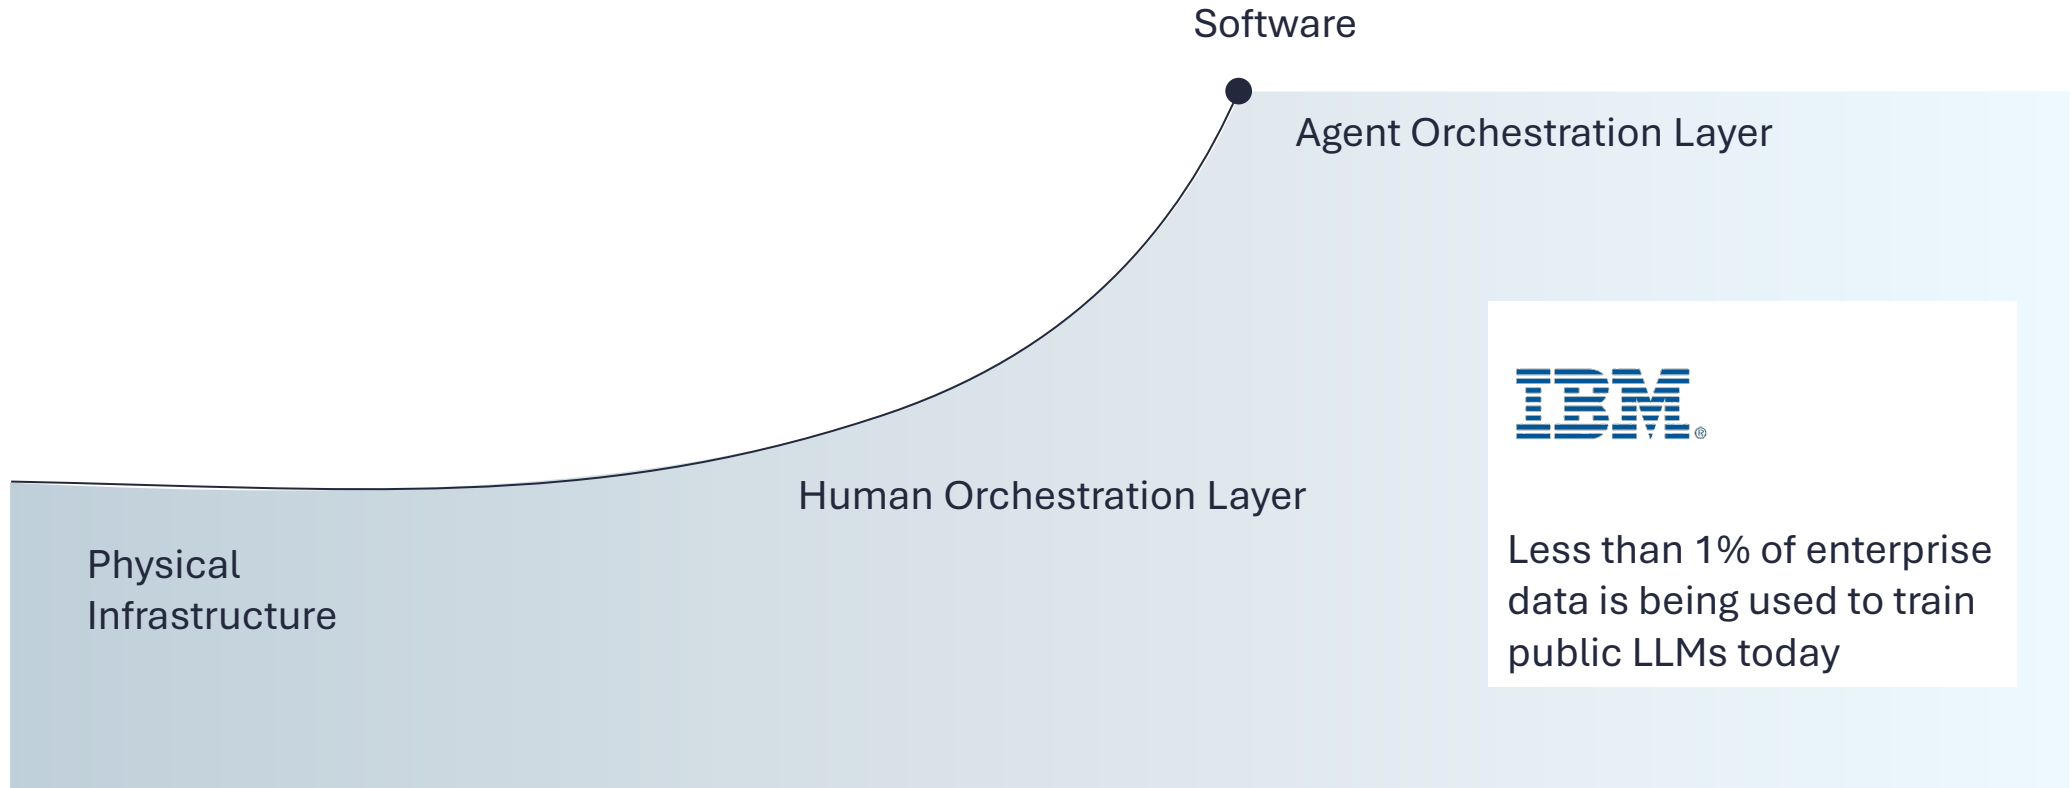 Software
Agent Orchestration Layer
Human Orchestration Layer
Physical
Infrastructure
IBM®
Less than 1% of enterprise
data is being used to train
public LLMs today